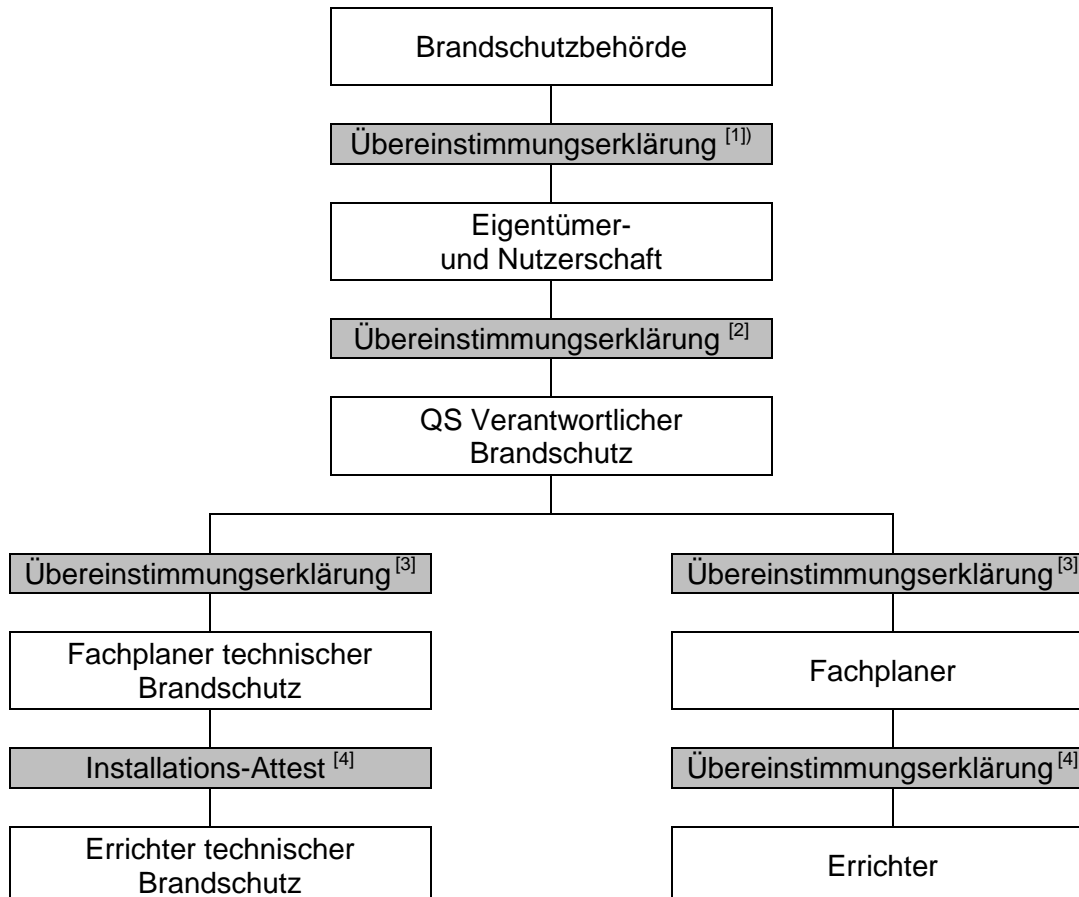 Brandschutzbehörde
Übereinstimmungserklärung [1])
Eigentümer-
und Nutzerschaft
Übereinstimmungserklärung [2]
QS Verantwortlicher
Brandschutz
Übereinstimmungserklärung [3]
Übereinstimmungserklärung [3]
Fachplaner technischer
Brandschutz
Fachplaner
Installations-Attest [4]
Übereinstimmungserklärung [4]
Errichter technischer
Brandschutz
Errichter